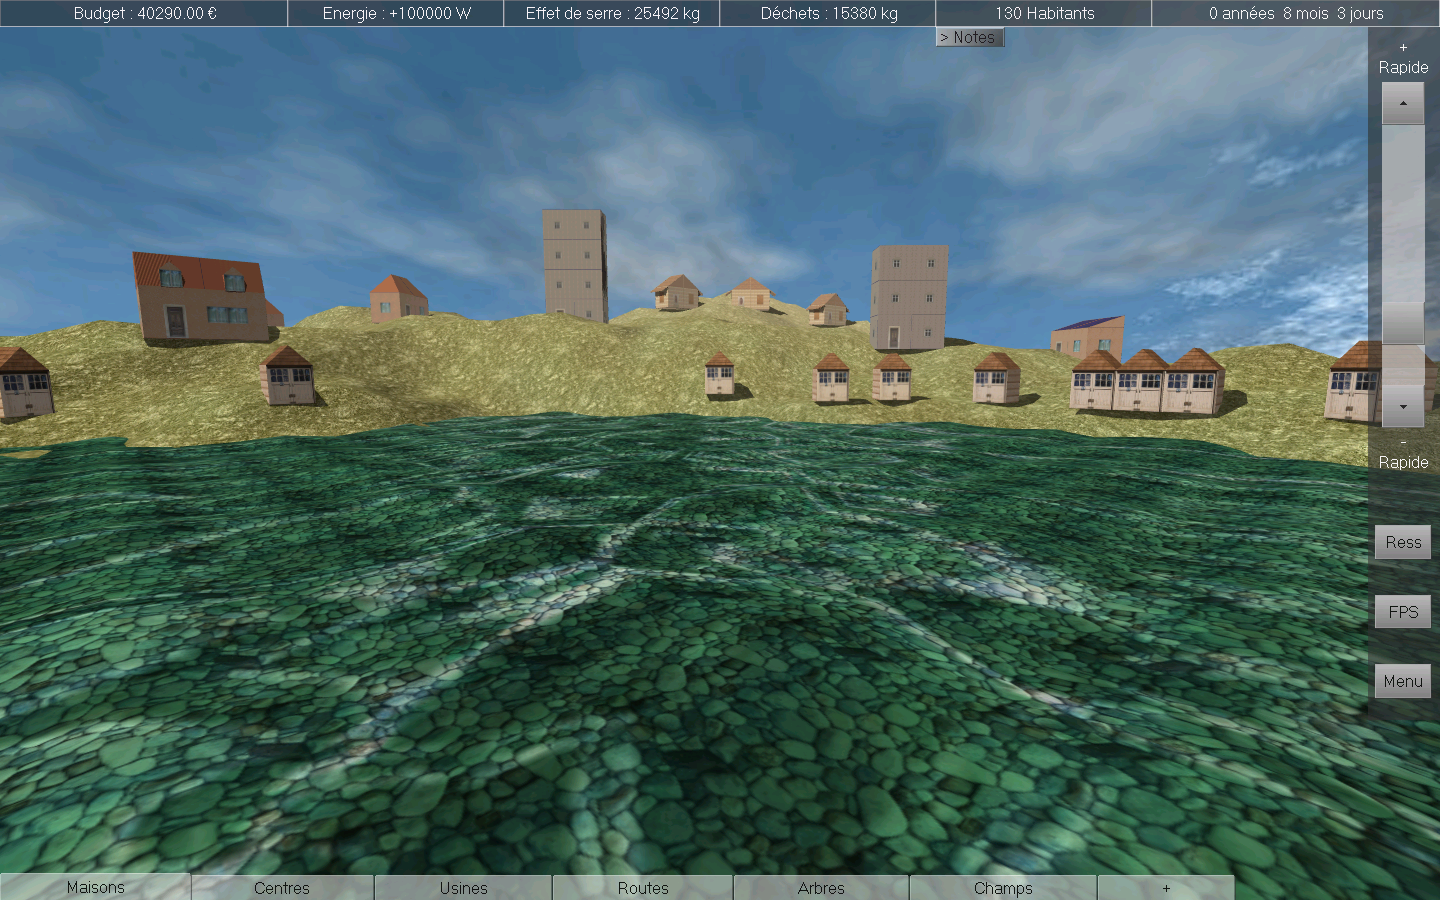 Budget : 40290.00 €
Energie : +100000 W
Effet de serre : 25492 kg
Déchets : 15380 kg
130 Habitants
0 années 8 mois 3 jours
> Notes
+
Rapide
-
Rapide
Ress
FPS
Menu
Maisons
Centres
Usines
Routes
Arbres
Champs
+